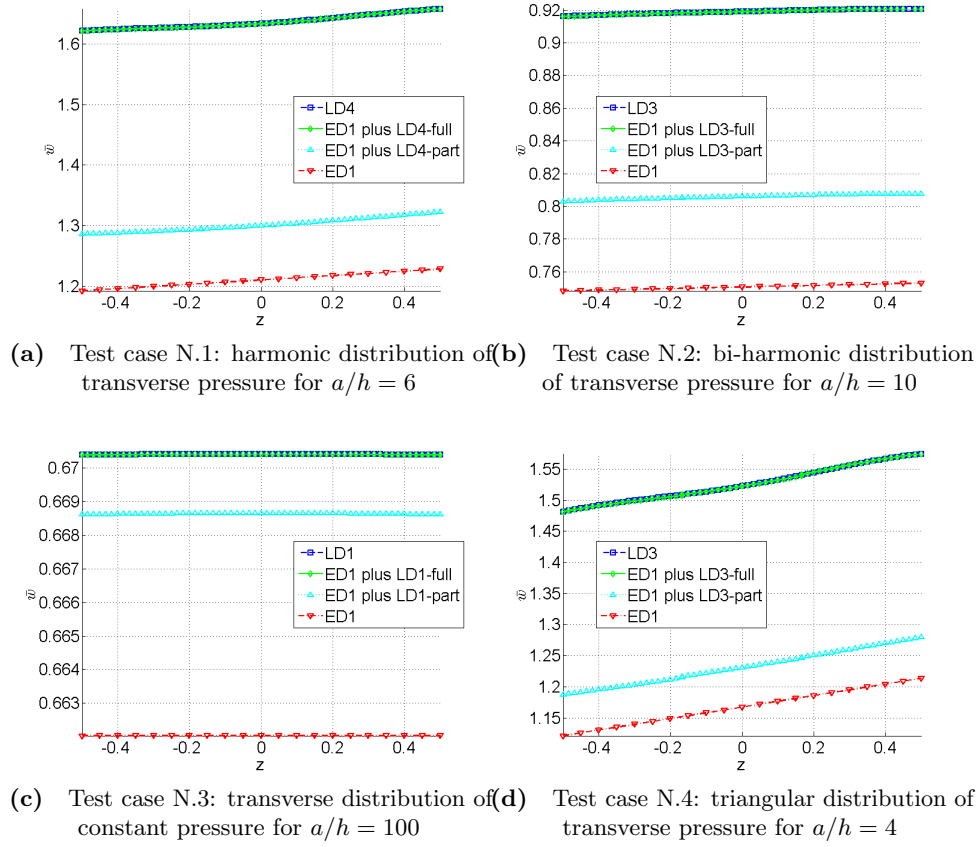 1.6
1.5
1.4
1.3
1.2
w̄
-0.4
-0.2
0
0.2
0.4
z
LD4
ED1 plus LD4-full
ED1 plus LD4-part
ED1
(a) Test case N.1: harmonic distribution of
transverse pressure for a/h = 6
0.92
0.9
0.88
0.86
0.84
0.82
0.8
0.78
0.76
w̄
-0.4
-0.2
0
0.2
0.4
z
LD3
ED1 plus LD3-full
ED1 plus LD3-part
ED1
(b) Test case N.2: bi-harmonic distribution
of transverse pressure for a/h = 10
0.67
0.669
0.668
0.667
0.666
0.665
0.664
0.663
w̄
-0.4
-0.2
0
0.2
0.4
z
LD1
ED1 plus LD1-full
ED1 plus LD1-part
ED1
(c) Test case N.3: transverse distribution of
constant pressure for a/h = 100
1.55
1.5
1.45
1.4
1.35
1.3
1.25
1.2
1.15
w̄
-0.4
-0.2
0
0.2
0.4
z
LD3
ED1 plus LD3-full
ED1 plus LD3-part
ED1
(d) Test case N.4: triangular distribution of
transverse pressure for a/h = 4